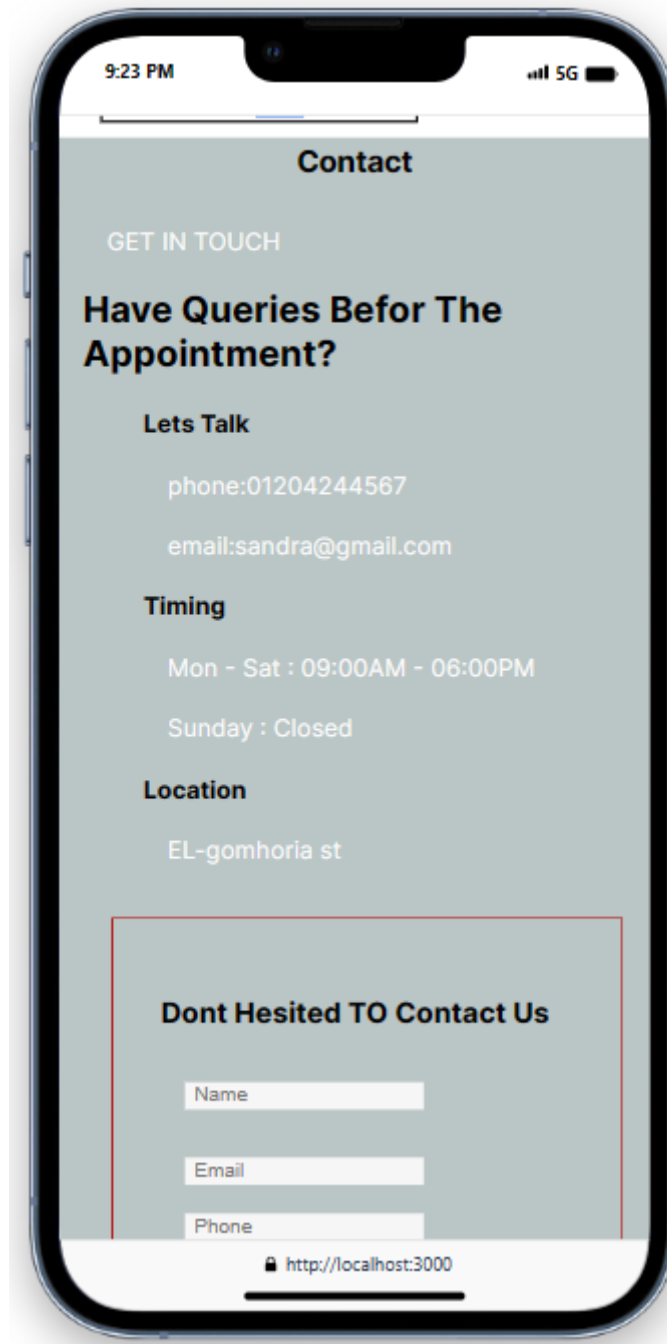 9:23 PM
5G
Contact
GET IN TOUCH
Have Queries Befor The
Appointment?
Lets Talk
phone:01204244567
email:sandra@gmail.com
Timing
Mon - Sat : 09:00AM - 06:00PM
Sunday : Closed
Location
EL-gomhoria st
Dont Hesited TO Contact Us
Name
Email
Phone
http://localhost:3000